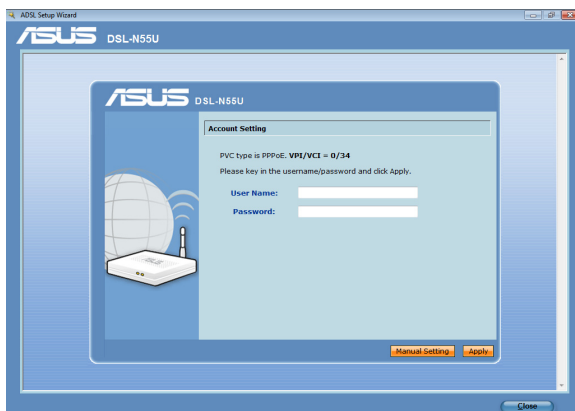 ADSL Setup Wizard
ASUS DSL-N55U
ASUS DSL-N55U
Account Setting
PVC type is PPPoE. VPI/VCI = 0/34
Please key in the username/password and click Apply.
User Name:
Password:
Manual Setting Apply
Close